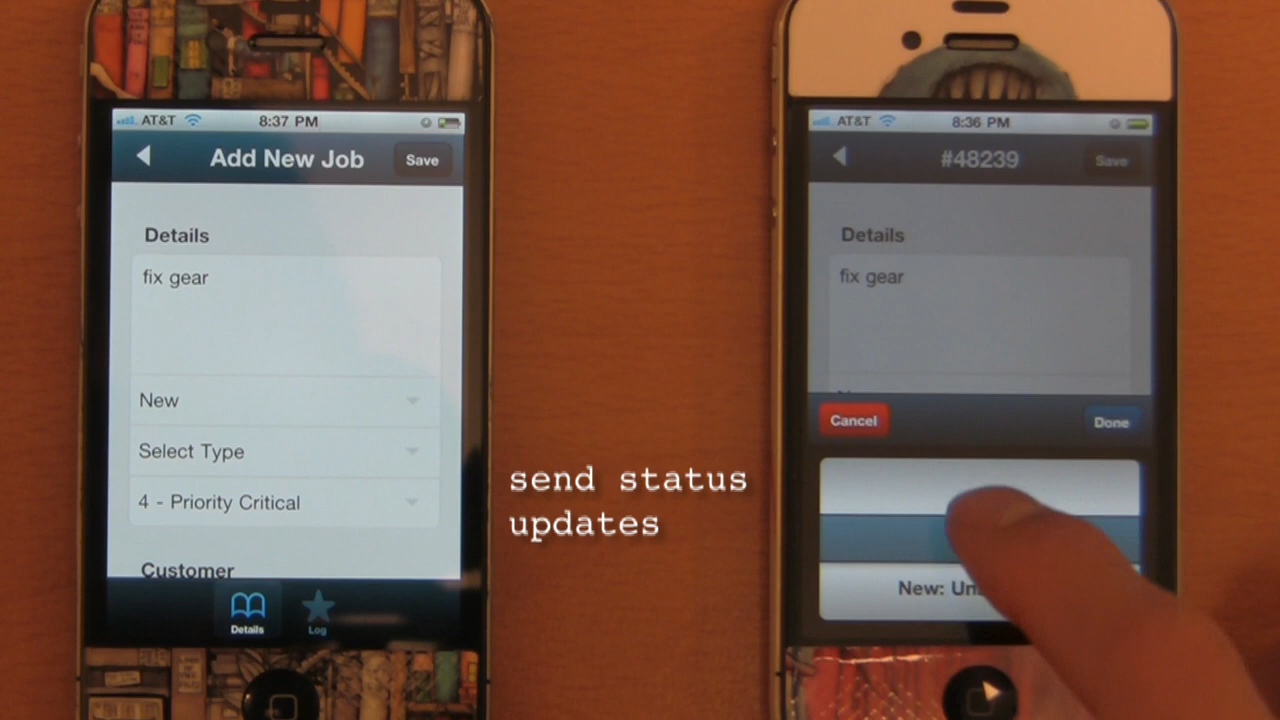 AT&T 8:37 PM
Add New Job Save
Details
fix gear
New
Select Type
4 - Priority Critical
Customer
Details Log
send status
updates
AT&T 8:36 PM
#48239 Save
Details
fix gear
Cancel Done
New: